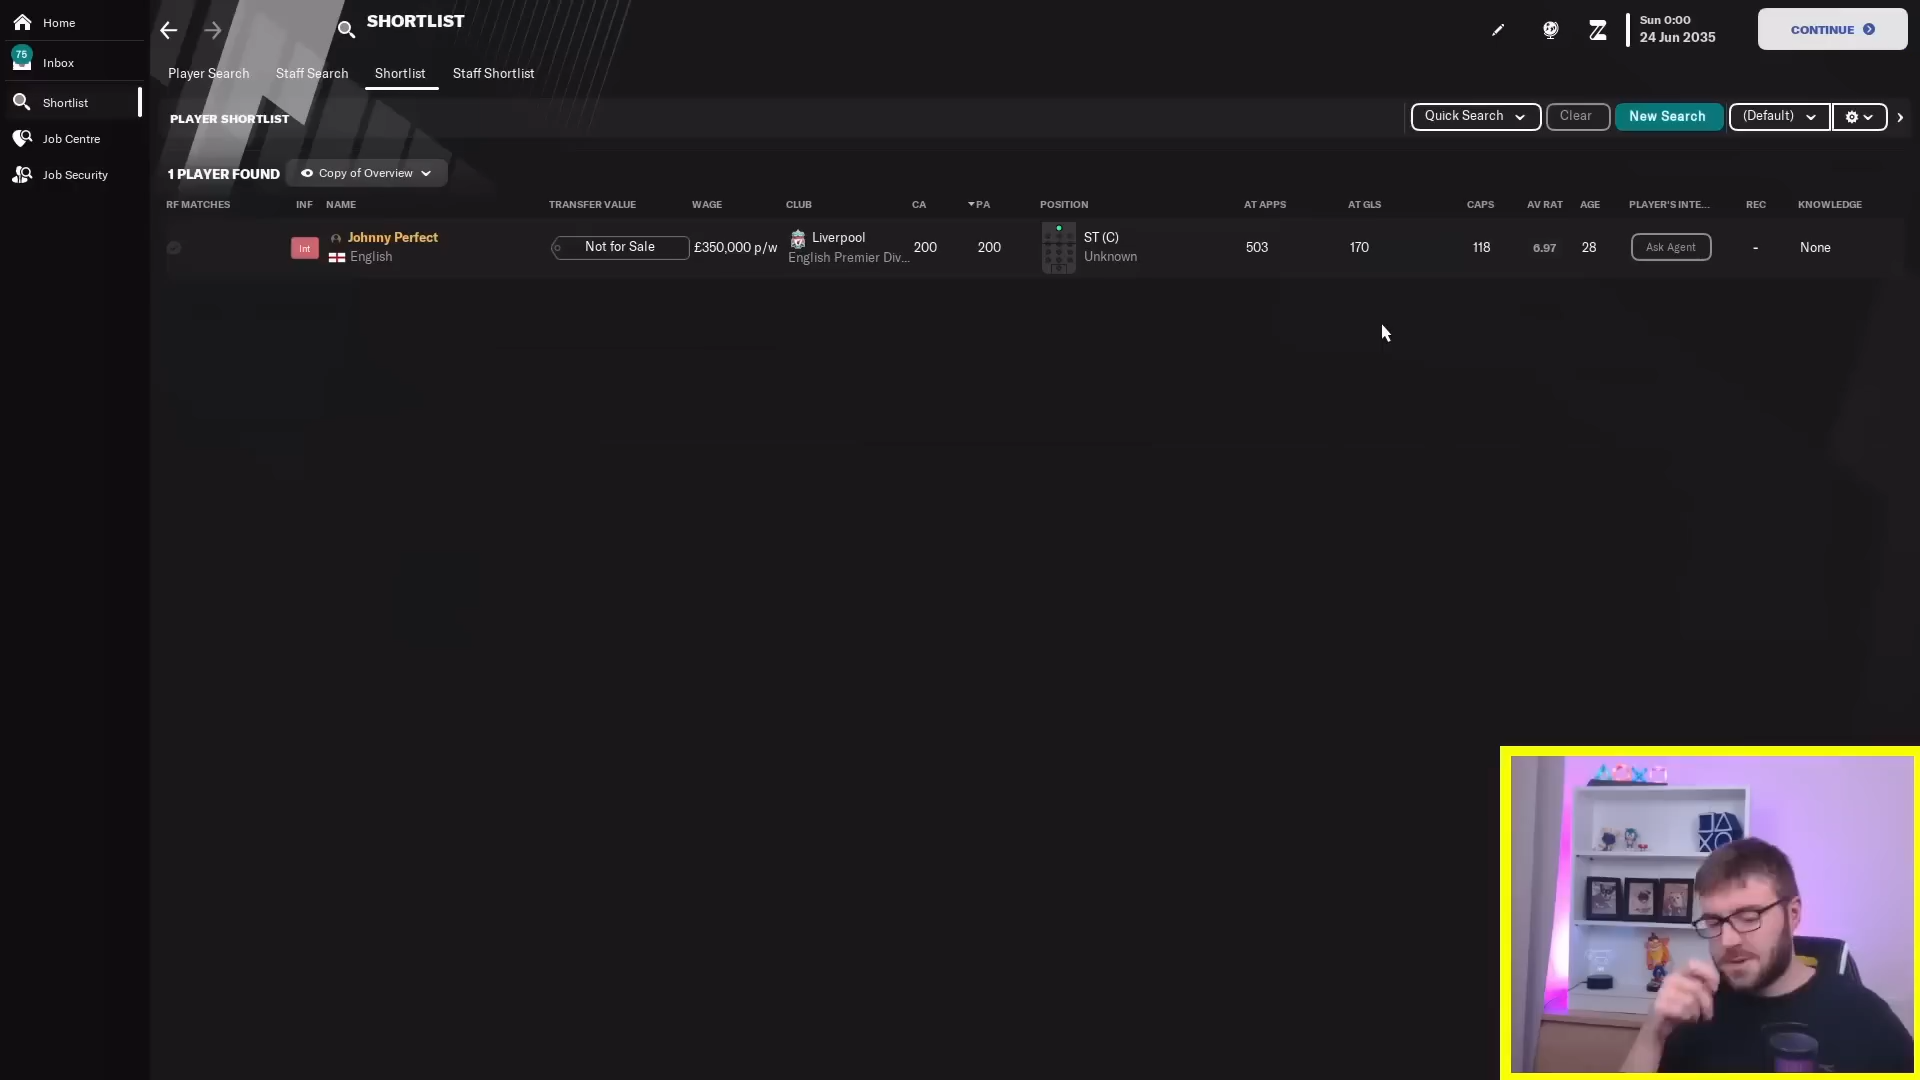 Home
75
Inbox
Shortlist
Job Centre
Job Security
SHORTLIST
Sun 0:00
24 Jun 2035
CONTINUE
Player Search
Staff Search
Shortlist
Staff Shortlist
PLAYER SHORTLIST
Quick Search
Clear
New Search
(Default)
1 PLAYER FOUND
Copy of Overview
RF MATCHES INF NAME TRANSFER VALUE WAGE CLUB CA PA POSITION AT APPS AT GLS CAPS AV RAT AGE PLAYER'S INTE... REC KNOWLEDGE
Int
Johnny Perfect
English
Not for Sale
£350,000 p/w
Liverpool
English Premier Div...
200
200
ST (C)
Unknown
503
170
118
6.97
28
Ask Agent
-
None